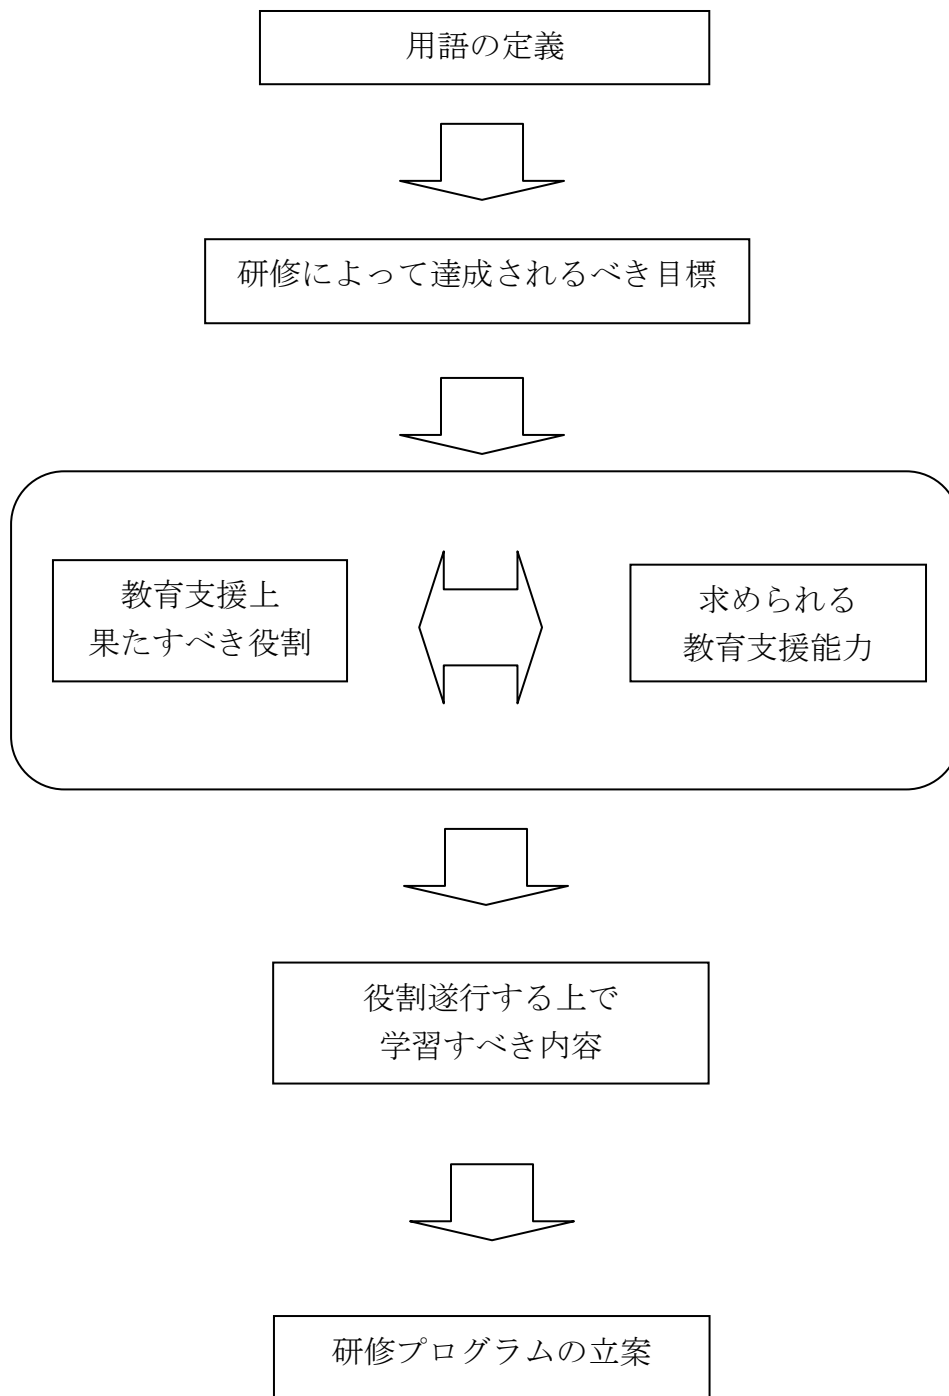 用語の定義
研修によって達成されるべき目標
教育支援上
果たすべき役割
求められる
教育支援能力
役割遂行する上で
学習すべき内容
研修プログラムの立案